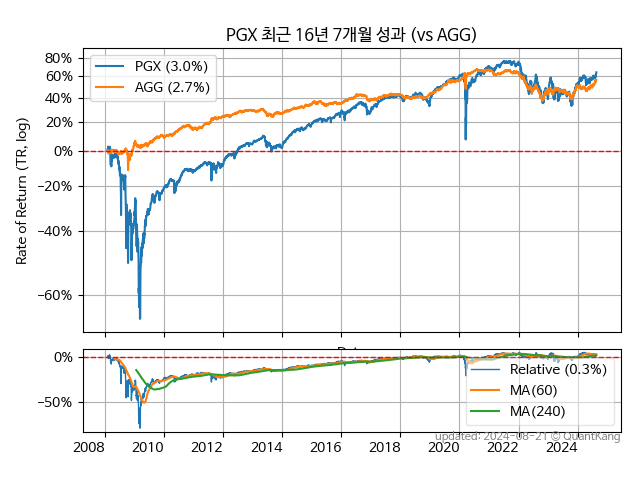 PGX 최근 16년 7개월 성과 (vs AGG)
Rate of Return (TR, log)
80%
60%
40%
20%
0%
−20%
−40%
−60%
PGX (3.0%)
AGG (2.7%)
0%
−50%
Relative (0.3%)
MA(60)
MA(240)
2008 2010 2012 2014 2016 2018 2020 2022 2024
updated: 2024-08-21 © QuantKang